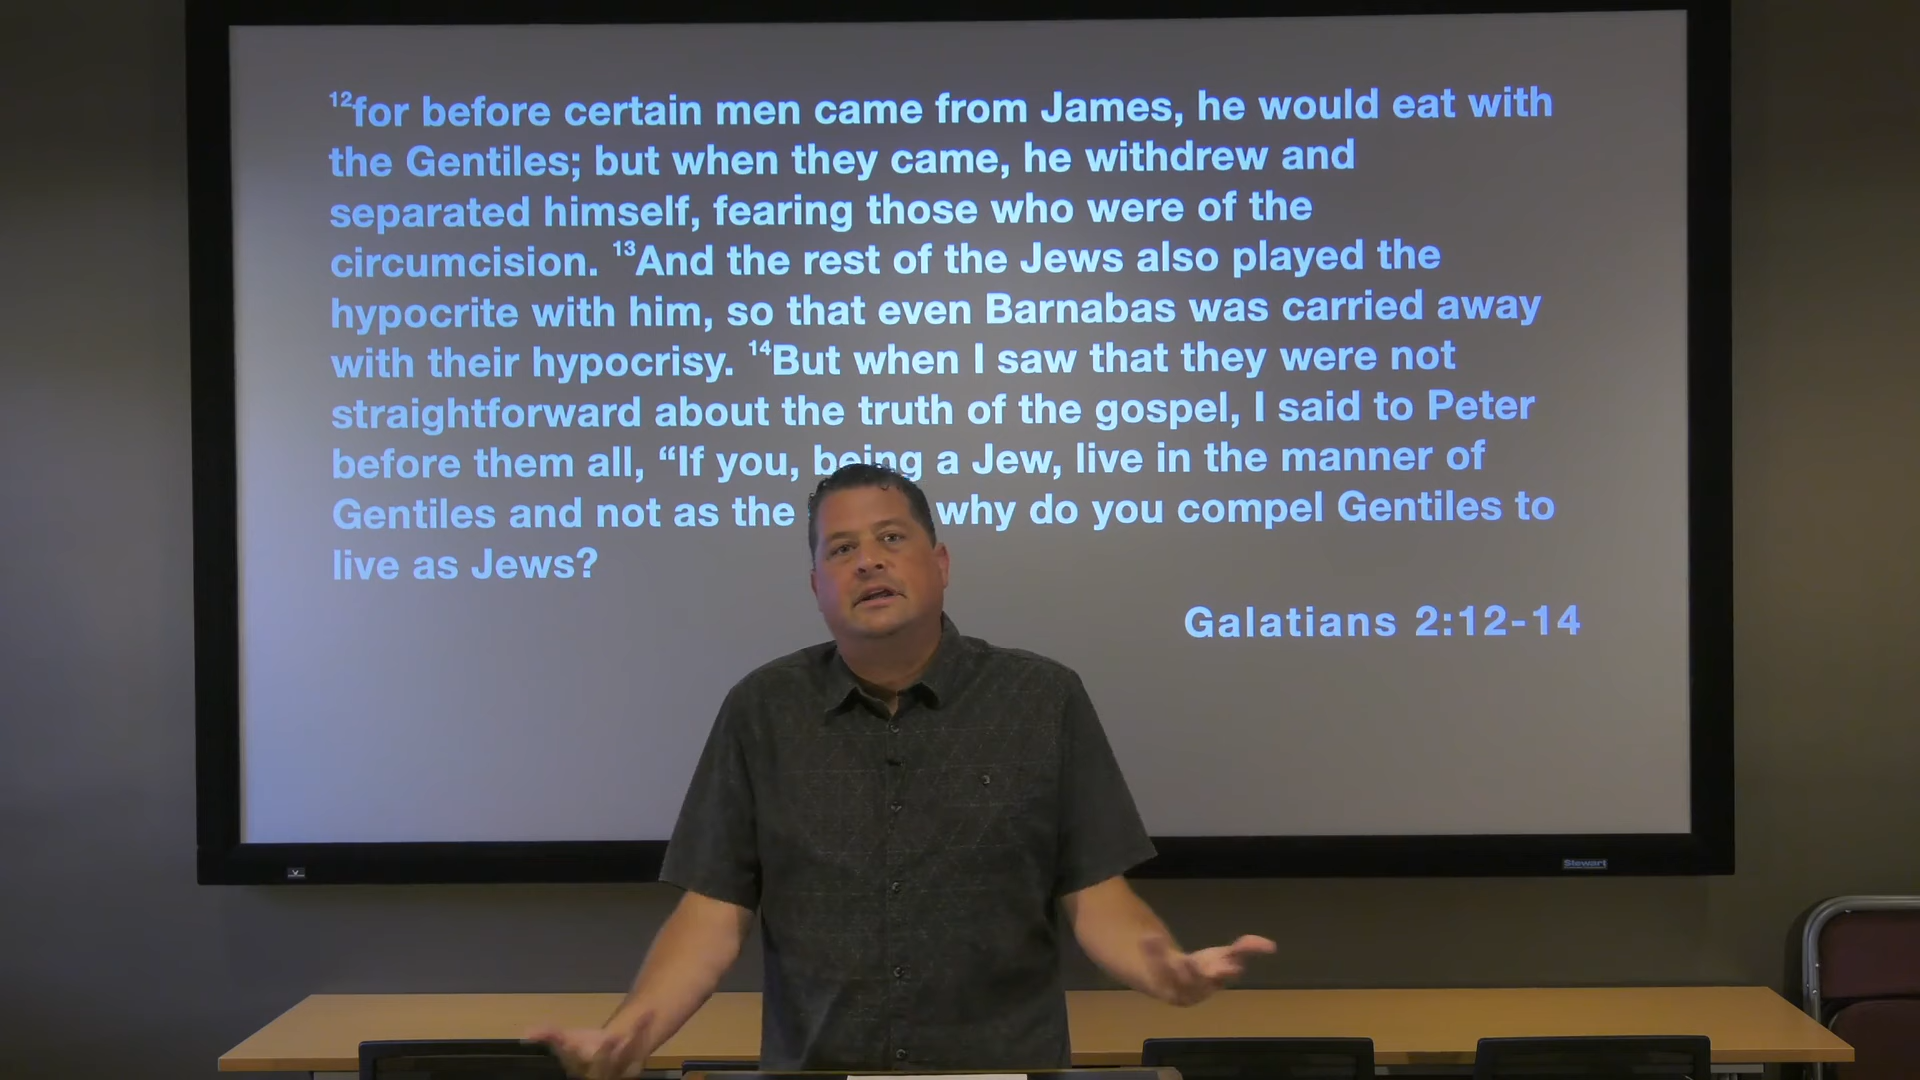 12for before certain men came from James, he would eat with
the Gentiles; but when they came, he withdrew and
separated himself, fearing those who were of the
circumcision. 13And the rest of the Jews also played the
hypocrite with him, so that even Barnabas was carried away
with their hypocrisy. 14But when I saw that they were not
straightforward about the truth of the gospel, I said to Peter
before them all, “If you, being a Jew, live in the manner of
Gentiles and not as the why do you compel Gentiles to
live as Jews?
Galatians 2:12-14
Stewart